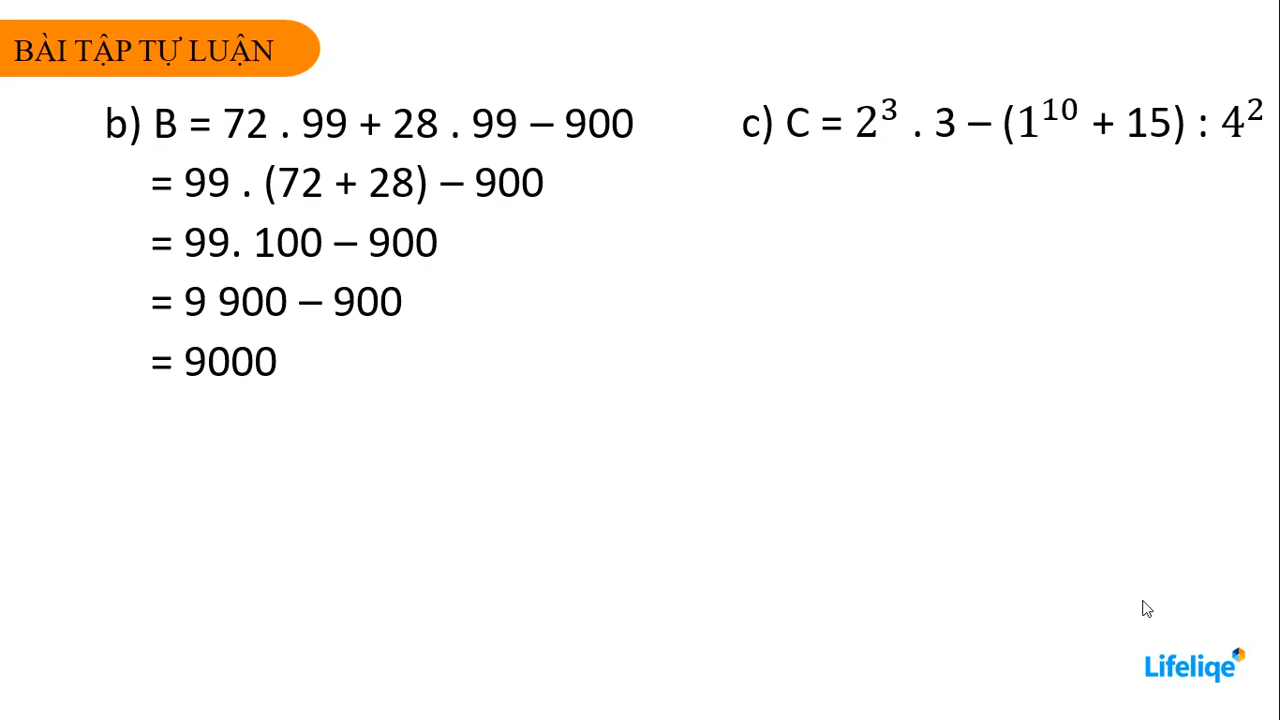 BÀI TẬP TỰ LUẬN
b) B = 72 . 99 + 28 . 99 – 900
= 99 . (72 + 28) – 900
= 99. 100 – 900
= 9 900 – 900
= 9000
c) C = 2³ . 3 – (1¹⁰ + 15) : 4²
Lifeliqe